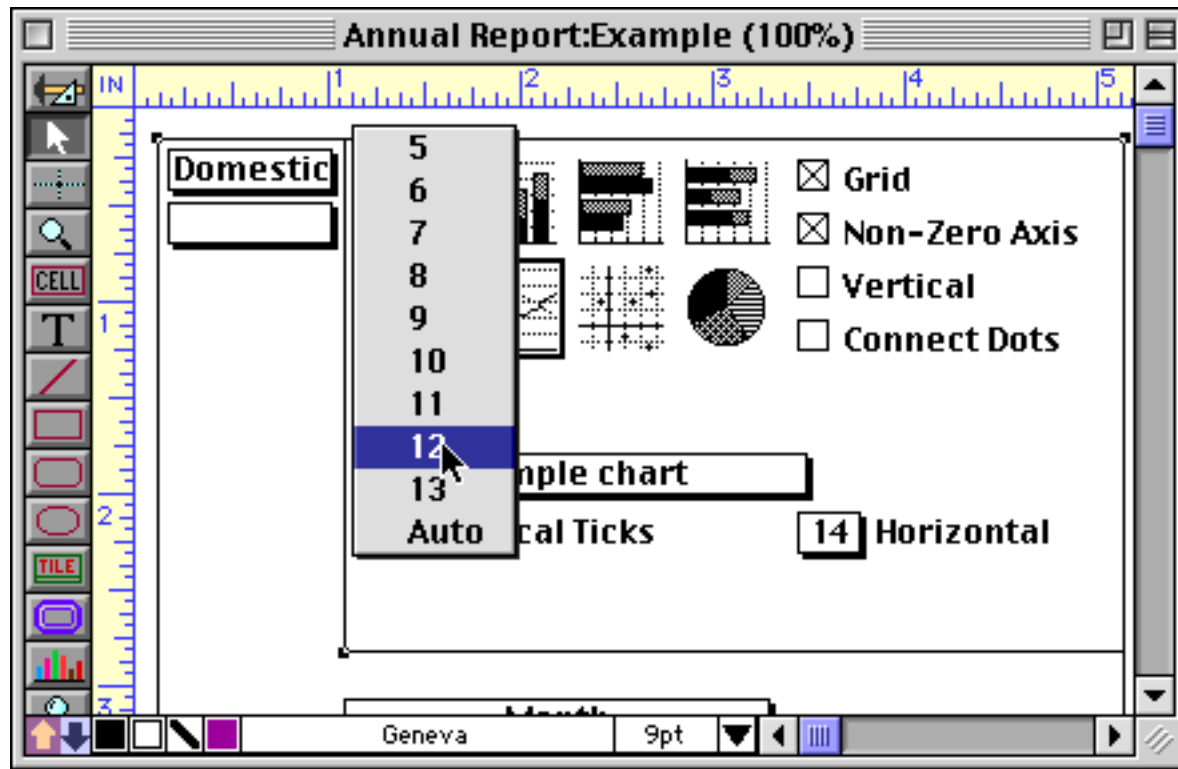 Annual Report:Example (100%)
IN 1 2 3 4 5
Domestic
5
6
7
8
9
10
11
12
13
Auto
Grid
Non-Zero Axis
Vertical
Connect Dots
CELL
T
1
mple chart
2
cal Ticks
14 Horizontal
TILE
3
Geneva 9pt